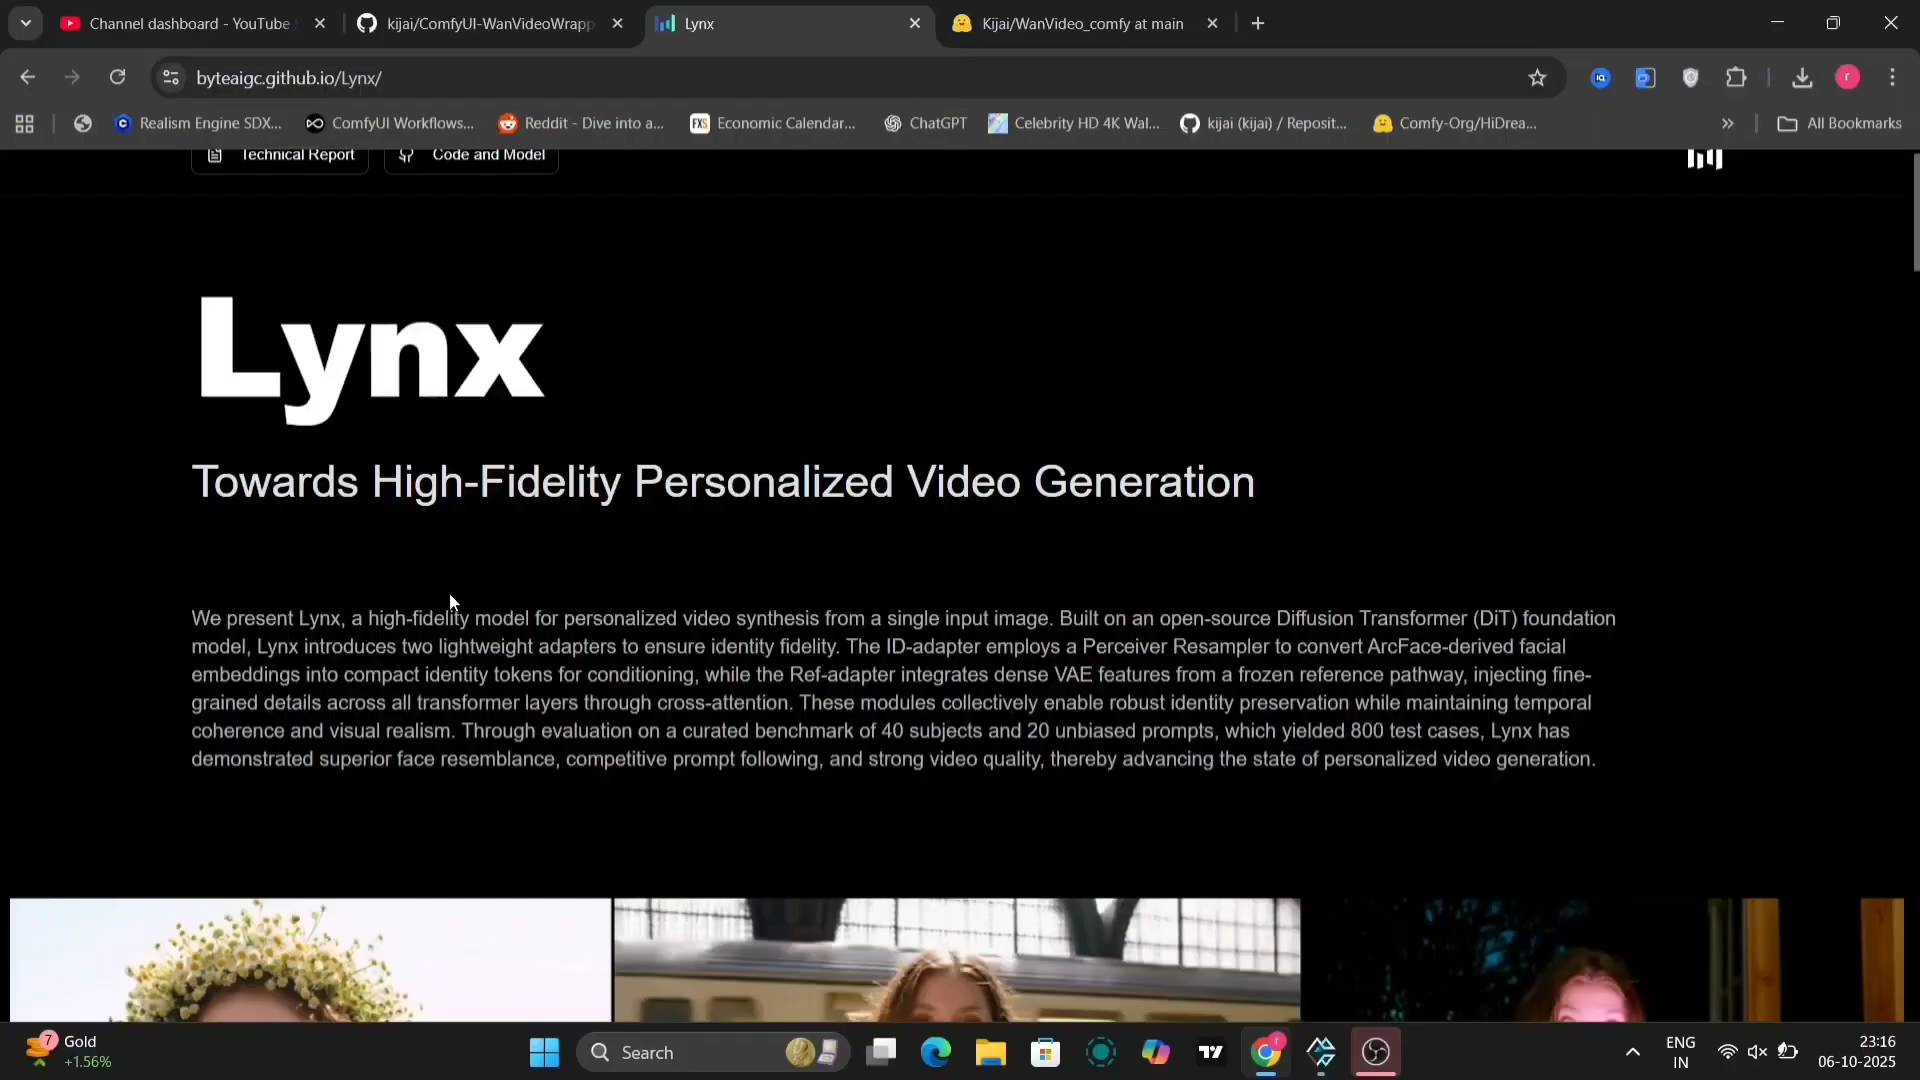 Channel dashboard - YouTube
kijai/ComfyUI-WanVideoWrapp
Lynx
Kijai/WanVideo_comfy at main
byteaigc.github.io/Lynx/
Realism Engine SDX...
ComfyUI Workflows...
Reddit - Dive into a...
FXS
Economic Calendar...
ChatGPT
Celebrity HD 4K Wal...
kijai (kijai) / Reposit...
Comfy-Org/HiDrea...
All Bookmarks
Technical Report
Code and Model
Lynx
Towards High-Fidelity Personalized Video Generation
We present Lynx, a high-fidelity model for personalized video synthesis from a single input image. Built on an open-source Diffusion Transformer (DiT) foundation
model, Lynx introduces two lightweight adapters to ensure identity fidelity. The ID-adapter employs a Perceiver Resampler to convert ArcFace-derived facial
embeddings into compact identity tokens for conditioning, while the Ref-adapter integrates dense VAE features from a frozen reference pathway, injecting fine-
grained details across all transformer layers through cross-attention. These modules collectively enable robust identity preservation while maintaining temporal
coherence and visual realism. Through evaluation on a curated benchmark of 40 subjects and 20 unbiased prompts, which yielded 800 test cases, Lynx has
demonstrated superior face resemblance, competitive prompt following, and strong video quality, thereby advancing the state of personalized video generation.
7
Gold
+1.56%
Search
r
ENG
IN
23:16
06-10-2025